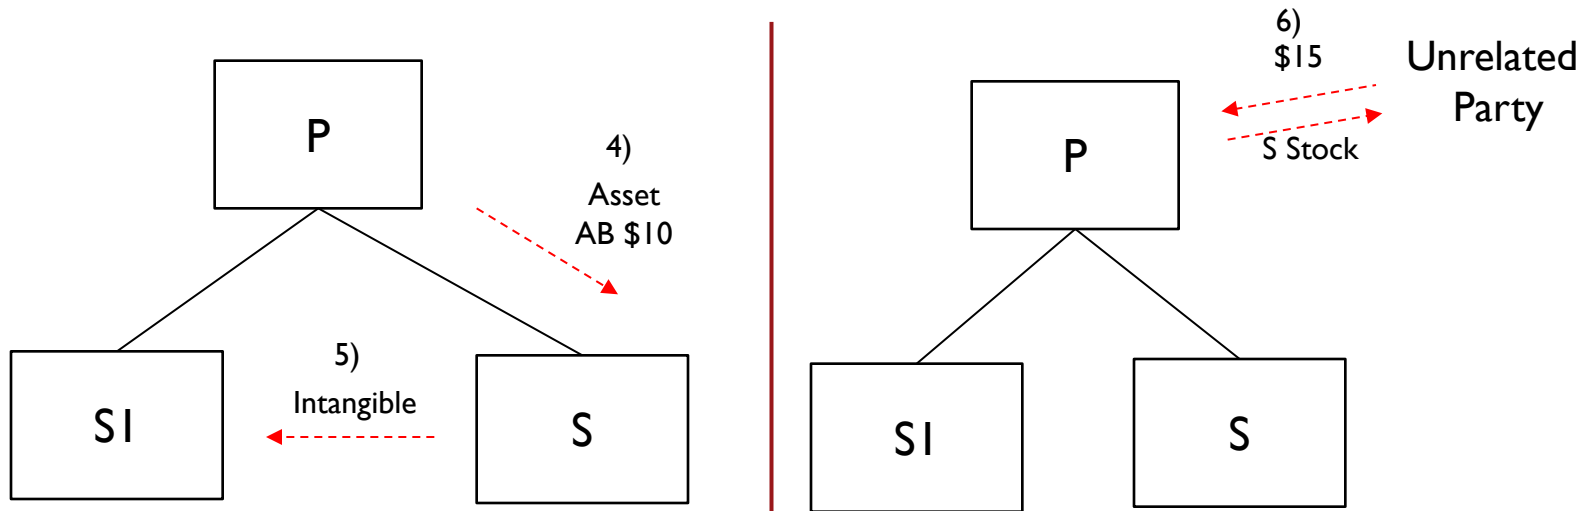 P
4)
Asset
AB $10
5)
Intangible
S1
S
6)
$15
Unrelated
Party
S Stock
P
S1
S